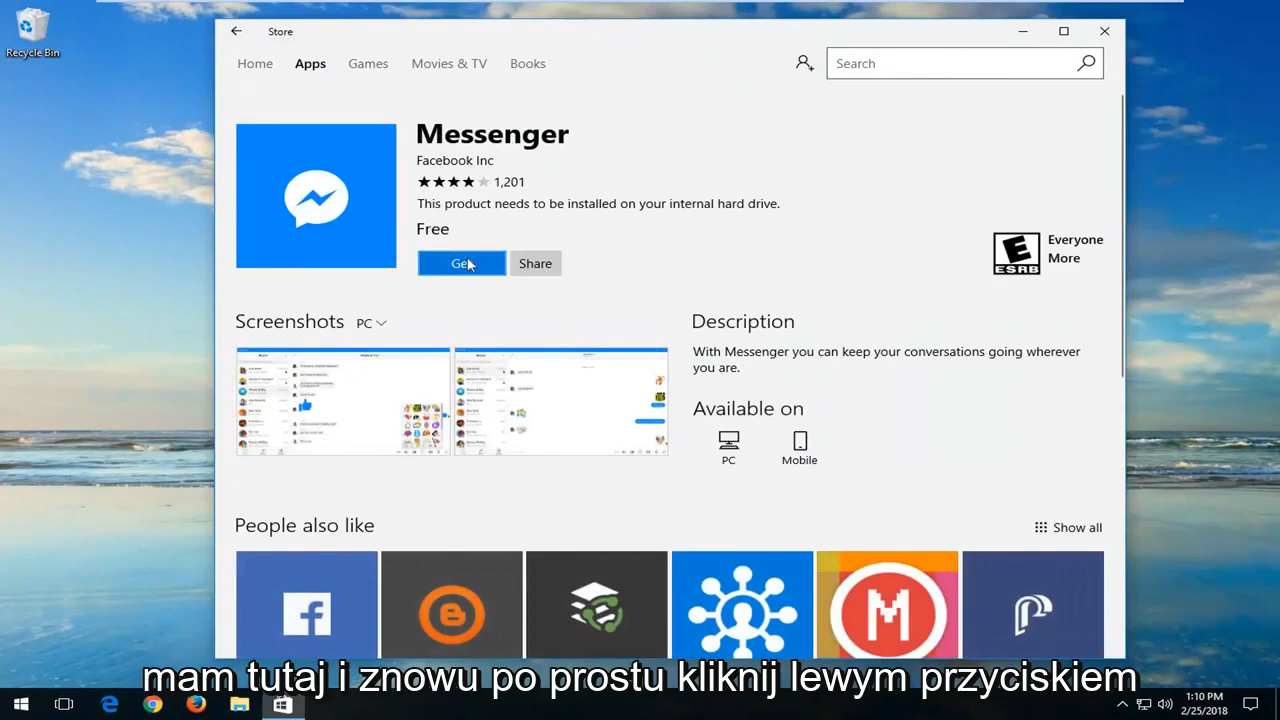 Recycle Bin
Store
Home Apps Games Movies & TV Books
Search
Messenger
Facebook Inc
1,201
This product needs to be installed on your internal hard drive.
Free
Share
E
ESRB
Everyone
More
Screenshots PC
Description
With Messenger you can keep your conversations going wherever
you are.
Available on
PC Mobile
People also like
Show all
mam tutaj i znowu po prostu kliknij lewym przyciskiem
1:10 PM
2/25/2018